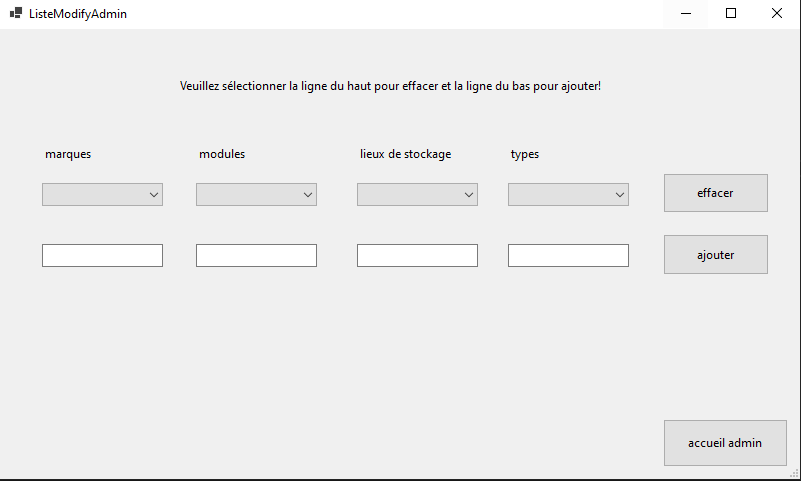 ListeModifyAdmin
Veuillez sélectionner la ligne du haut pour effacer et la ligne du bas pour ajouter!
marques modules lieux de stockage types
effacer
ajouter
accueil admin